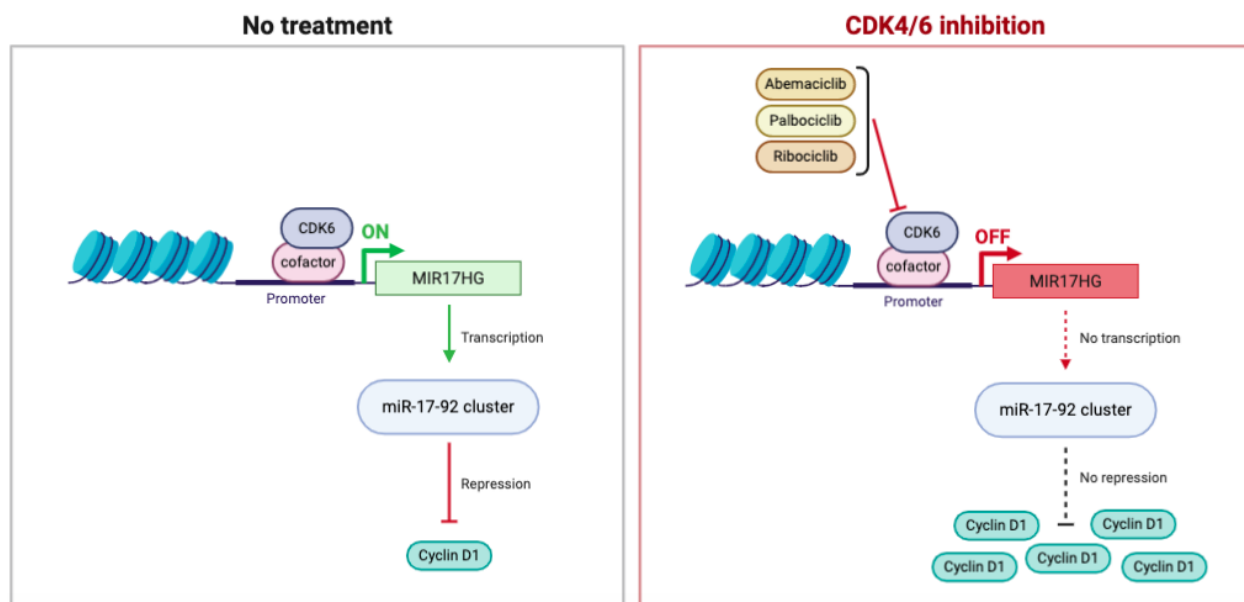 No treatment
CDK6
cofactor
ON
MIR17HG
Promoter
Transcription
miR-17-92 cluster
Repression
Cyclin D1
CDK4/6 inhibition
Abemaciclib
Palbociclib
Ribociclib
CDK6
cofactor
OFF
MIR17HG
Promoter
No transcription
miR-17-92 cluster
No repression
Cyclin D1
Cyclin D1
Cyclin D1
Cyclin D1
Cyclin D1